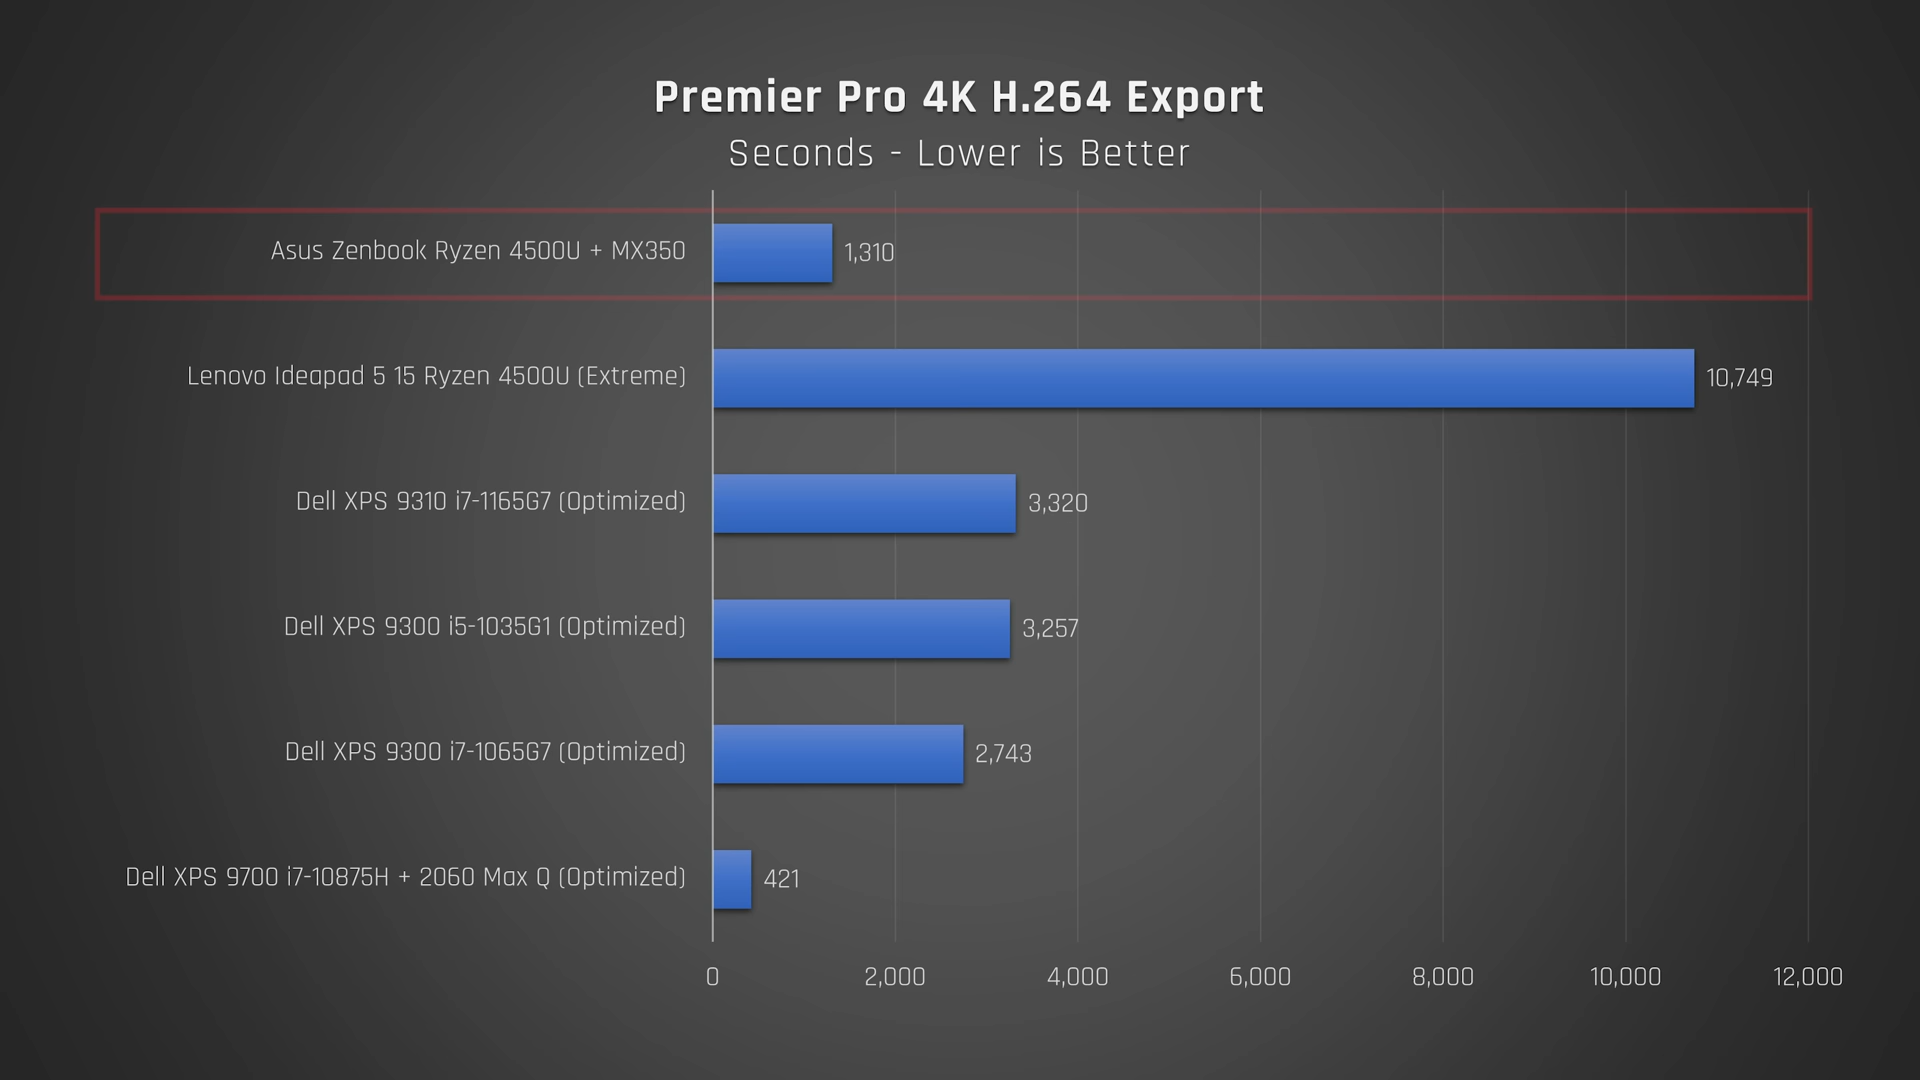 Premier Pro 4K H.264 Export
Seconds - Lower is Better
Asus Zenbook Ryzen 4500U + MX350 1,310
Lenovo Ideapad 5 15 Ryzen 4500U (Extreme) 10,749
Dell XPS 9310 i7-1165G7 (Optimized) 3,320
Dell XPS 9300 i5-1035G1 (Optimized) 3,257
Dell XPS 9300 i7-1065G7 (Optimized) 2,743
Dell XPS 9700 i7-10875H + 2060 Max Q (Optimized) 421
0 2,000 4,000 6,000 8,000 10,000 12,000